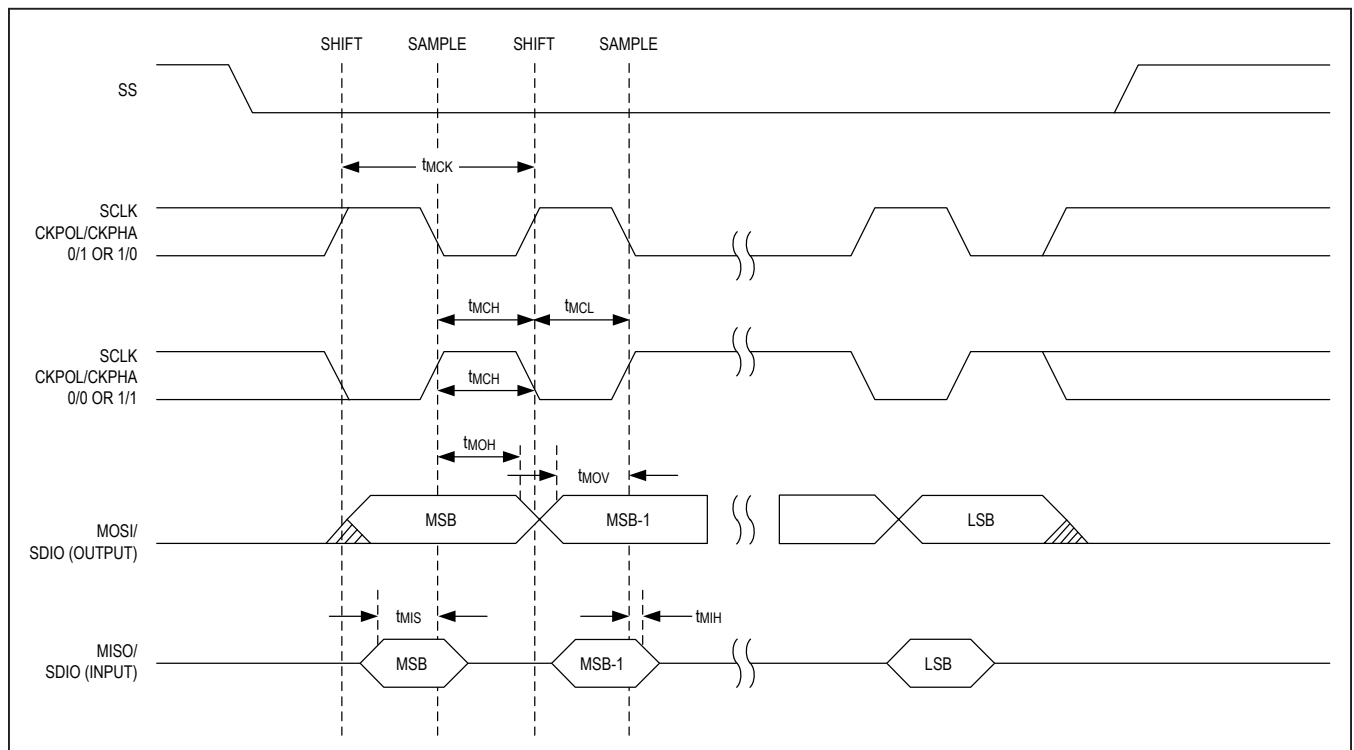 SHIFT SAMPLE SHIFT SAMPLE
SS
tMCK
SCLK
CKPOL/CKPHA
0/1 OR 1/0
tMCH tMCL
SCLK
CKPOL/CKPHA
0/0 OR 1/1
tMCH
tMOH
tMOV
MOSI/
SDIO (OUTPUT)
MSB MSB-1 LSB
tMIS tMIH
MISO/
SDIO (INPUT)
MSB MSB-1 LSB